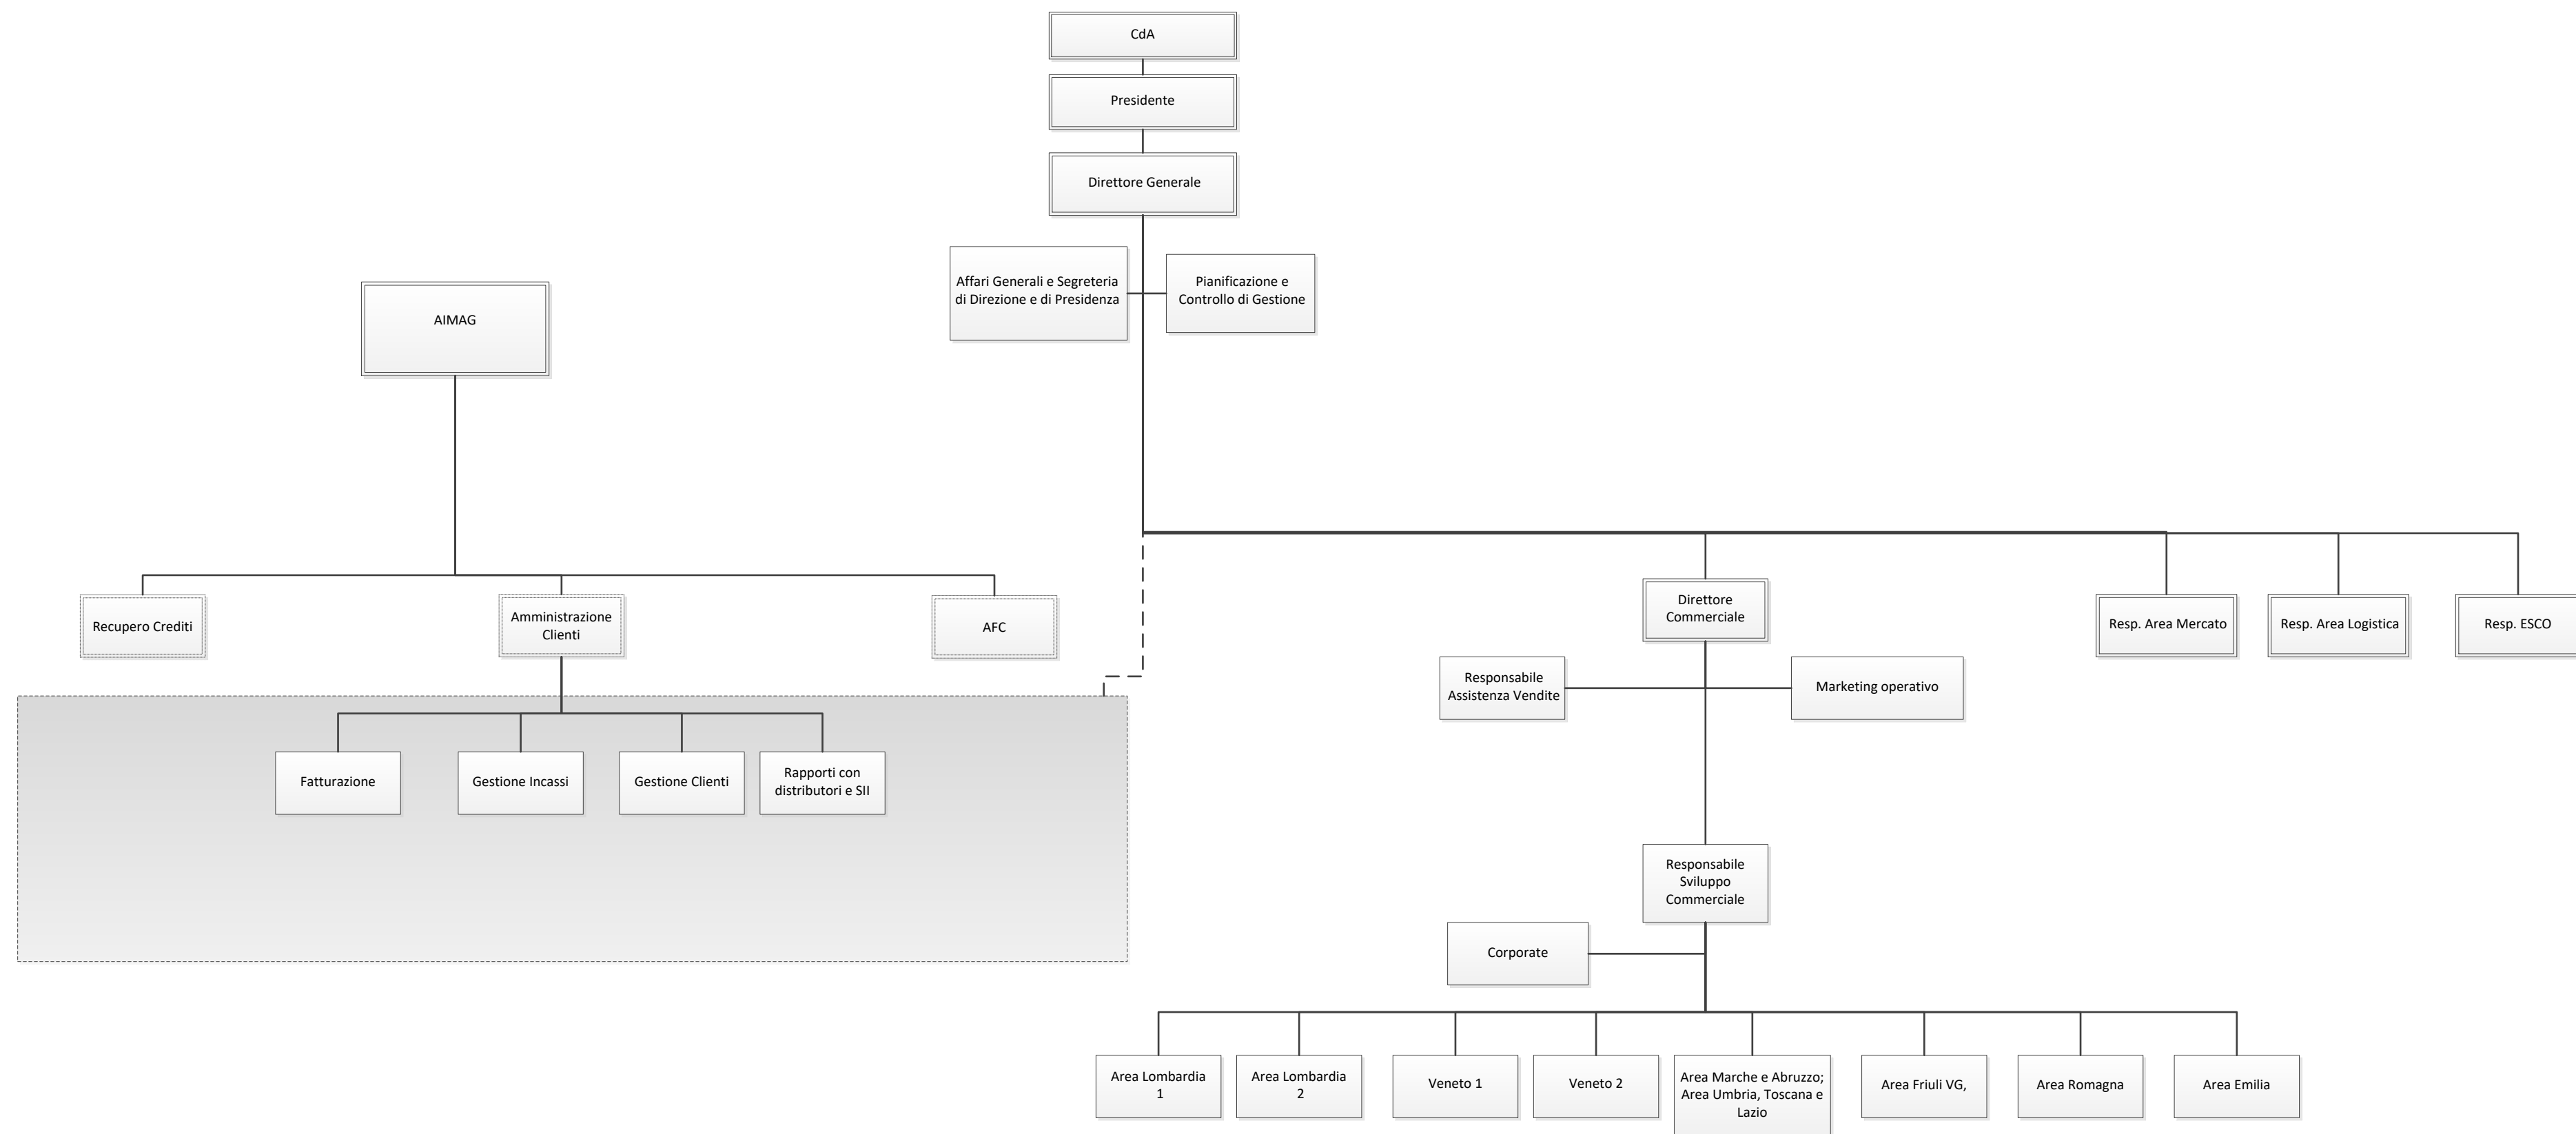 CdA
Presidente
Direttore Generale
Affari Generali e Segreteria
di Direzione e di Presidenza
Pianificazione e
Controllo di Gestione
AIMAG
Recupero Crediti
Amministrazione
Clienti
AFC
Direttore
Commerciale
Resp. Area Mercato
Resp. Area Logistica
Resp. ESCO
Responsabile
Assistenza Vendite
Marketing operativo
Fatturazione
Gestione Incassi
Gestione Clienti
Rapporti con
distributori e SII
Responsabile
Sviluppo
Commerciale
Corporate
Area Lombardia
1
Area Lombardia
2
Veneto 1
Veneto 2
Area Marche e Abruzzo;
Area Umbria, Toscana e
Lazio
Area Friuli VG,
Area Romagna
Area Emilia